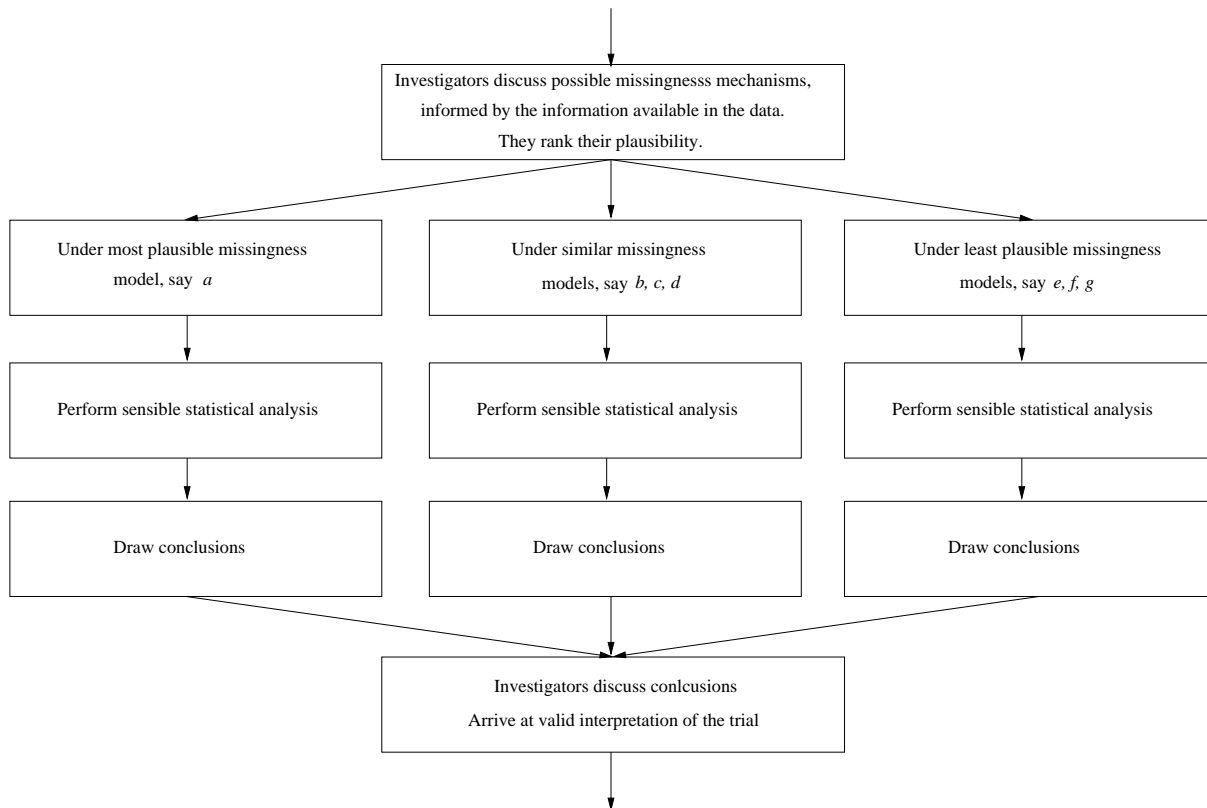 Investigators discuss possible missingnesss mechanisms,
informed by the information available in the data.
They rank their plausibility.
Under most plausible missingness
model, say a
Under similar missingness
models, say b, c, d
Under least plausible missingness
models, say e, f, g
Perform sensible statistical analysis
Perform sensible statistical analysis
Perform sensible statistical analysis
Draw conclusions
Draw conclusions
Draw conclusions
Investigators discuss conlcusions
Arrive at valid interpretation of the trial